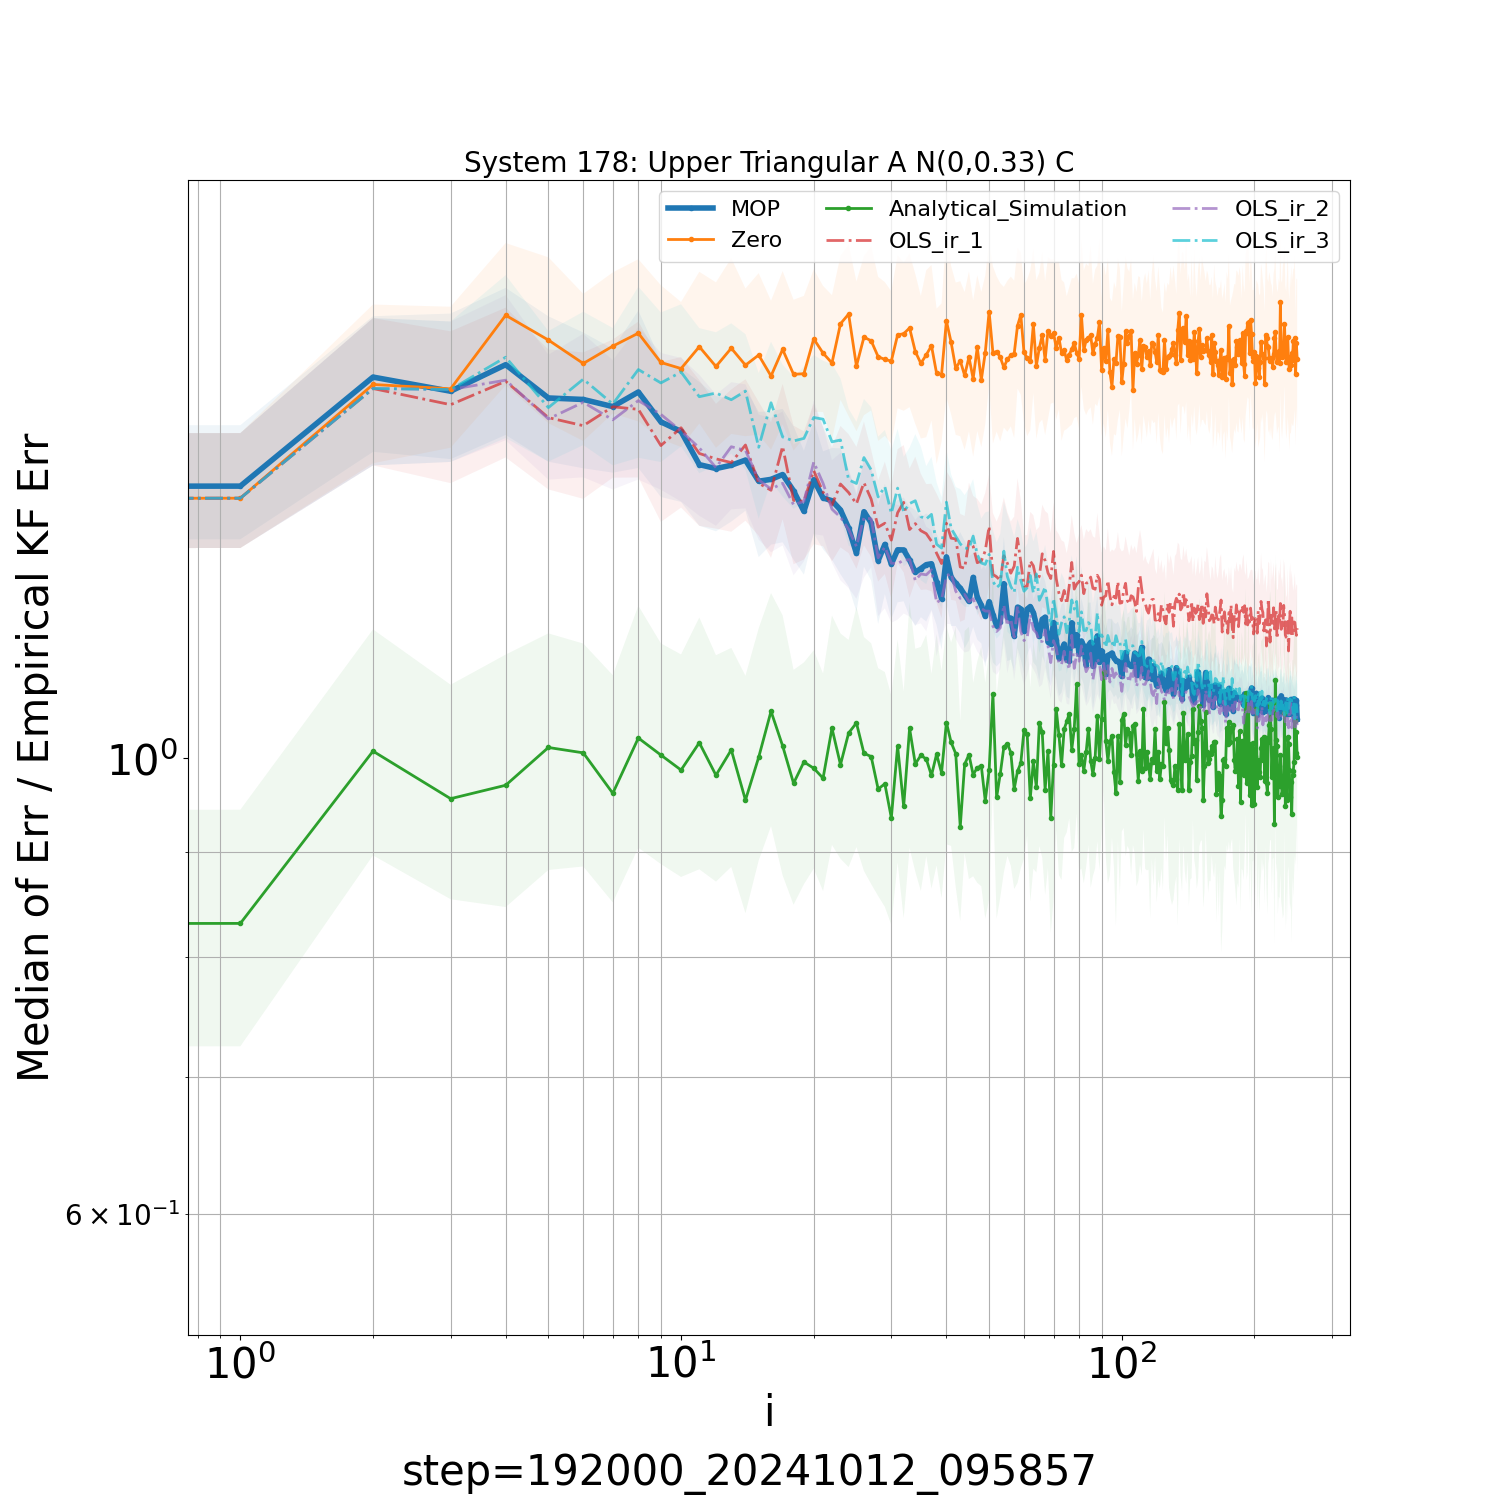 System 178: Upper Triangular A N(0,0.33) C
MOP
Zero
Analytical_Simulation
OLS_ir_1
OLS_ir_2
OLS_ir_3
Median of Err / Empirical KF Err
10⁰
6 × 10⁻¹
10⁰
10¹
10²
i
step=192000_20241012_095857